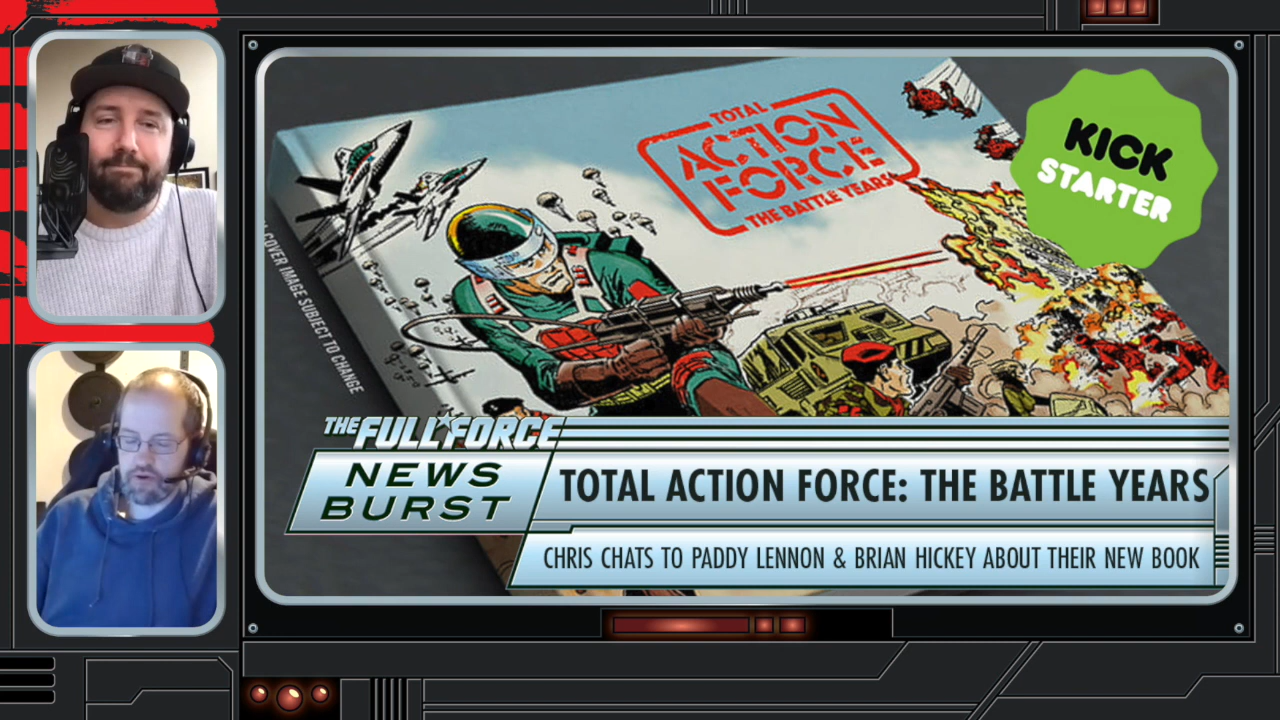 TOTAL
ACTION
FORCE
THE BATTLE YEARS
KICK
STARTER
COVER IMAGE SUBJECT TO CHANGE
THE FULL FORCE
NEWS
BURST
TOTAL ACTION FORCE: THE BATTLE YEARS
CHRIS CHATS TO PADDY LENNON & BRIAN HICKEY ABOUT THEIR NEW BOOK